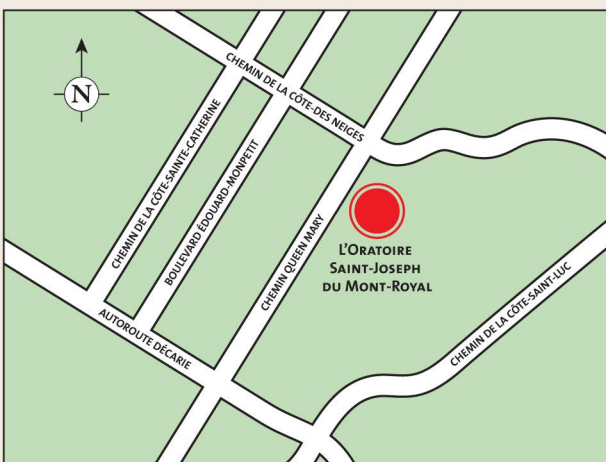 CHEMIN DE LA CÔTE-DES NEIGES
N
CHEMIN DE LA CÔTE-SAINTE-CATHERINE
BOULEVARD ÉDOUARD-MONPETIT
CHEMIN QUEEN MARY
L'ORATOIRE
SAINT-JOSEPH
DU MONT-ROYAL
CHEMIN DE LA CÔTE-SAINT-LUC
AUTOROUTE DÉCARIE